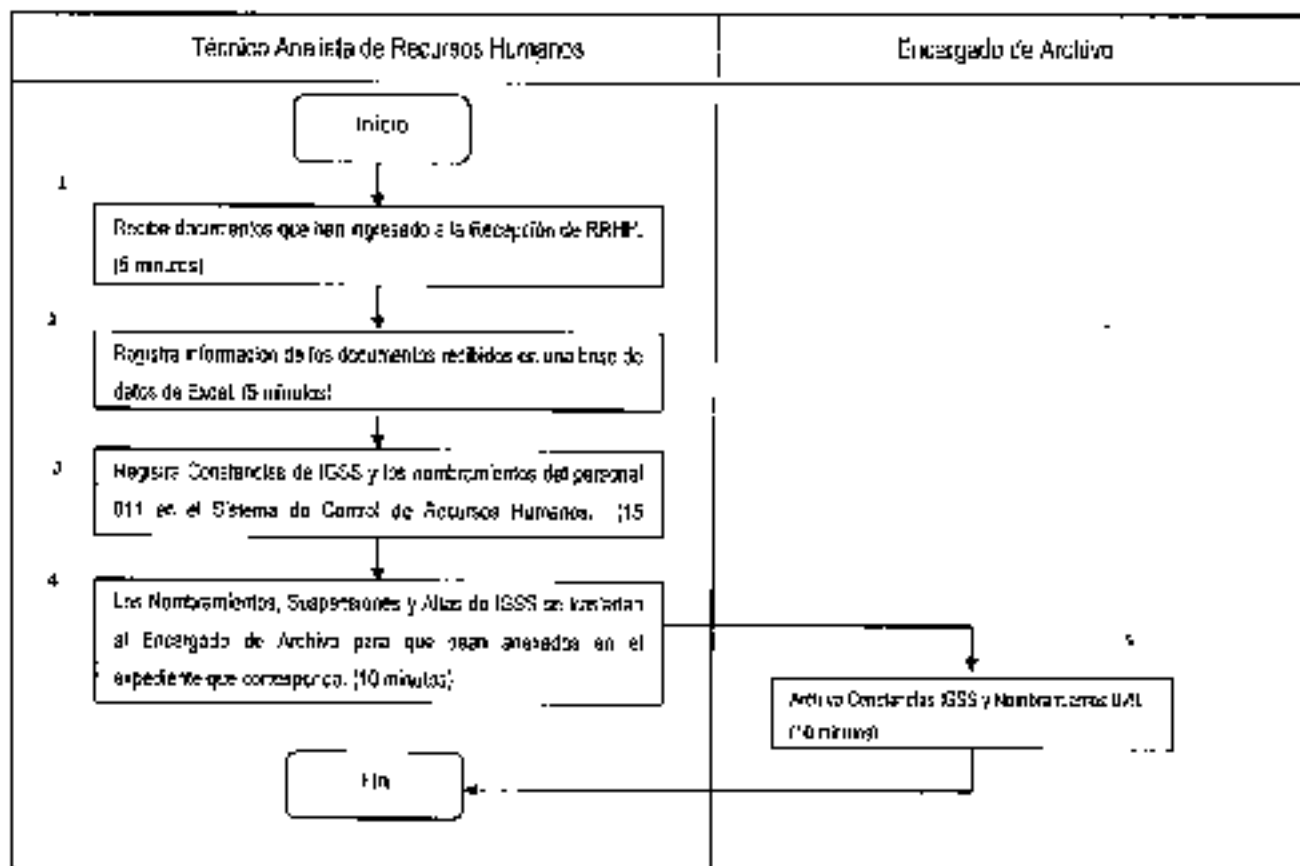 Técnico Analista de Recursos Humanos
Encargado de Archivo
Inicio
1
Recibe documentos que han ingresado a la Recepción de RRHH.
(5 minutos)
2
Registra información de los documentos recibidos en una base de
datos de Excel. (5 minutos)
3
Registra Constancias de IGSS y los nombramientos del personal
011 en el Sistema de Control de Recursos Humanos. (15
4
Los Nombramientos, Suspensiones y Altas de IGSS se trasladan
al Encargado de Archivo para que sean anexados en el
expediente que corresponda. (10 minutos)
Archiva Constancias IGSS y Nombramientos
(10 minutos)
Fin